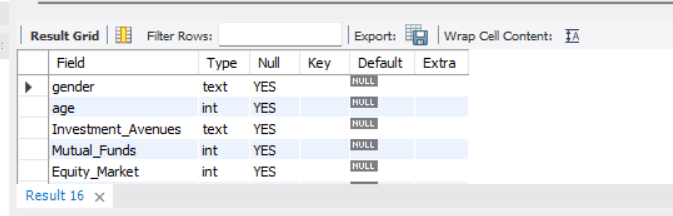 Result Grid Filter Rows: Export: Wrap Cell Content: IA
Field Type Null Key Default Extra
gender text YES NULL
age int YES NULL
Investment_Avenues text YES NULL
Mutual_Funds int YES NULL
Equity_Market int YES NULL
Result 16 ×